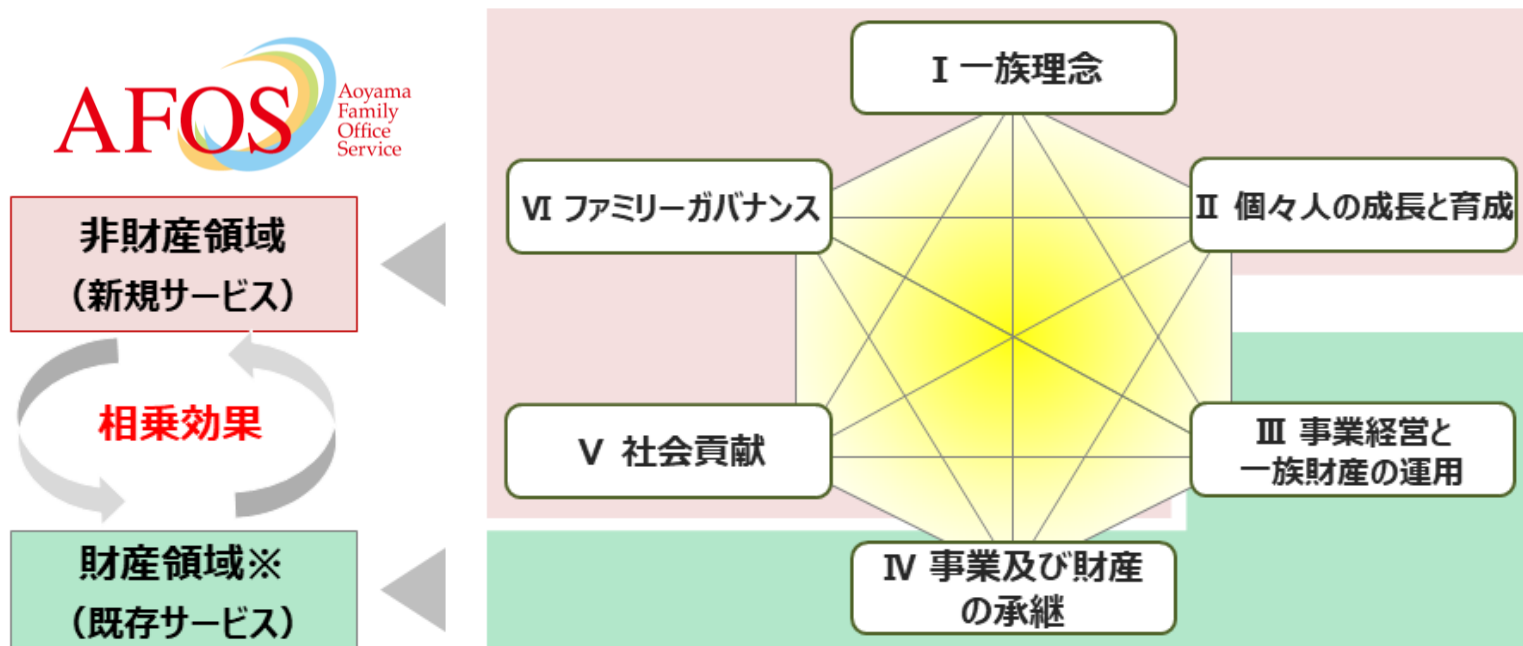 AFOS
Aoyama
Family
Office
Service
非財産領域
（新規サービス）
相乗効果
財産領域※
（既存サービス）
Ⅰ 一族理念
Ⅵ ファミリーガバナンス
Ⅱ 個々人の成長と育成
Ⅴ 社会貢献
Ⅲ 事業経営と
一族財産の運用
Ⅳ 事業及び財産
の承継